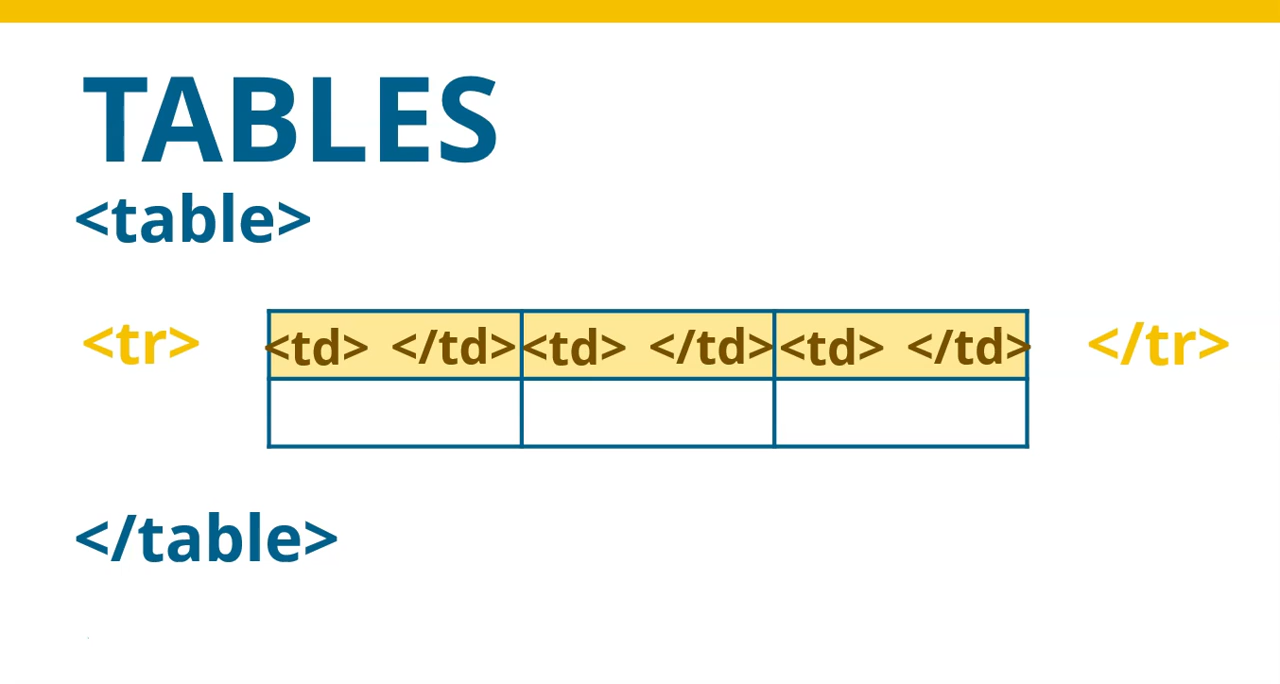 TABLES
<table>
<tr> <td> </td> <td> </td> <td> </td> </tr>
</table>